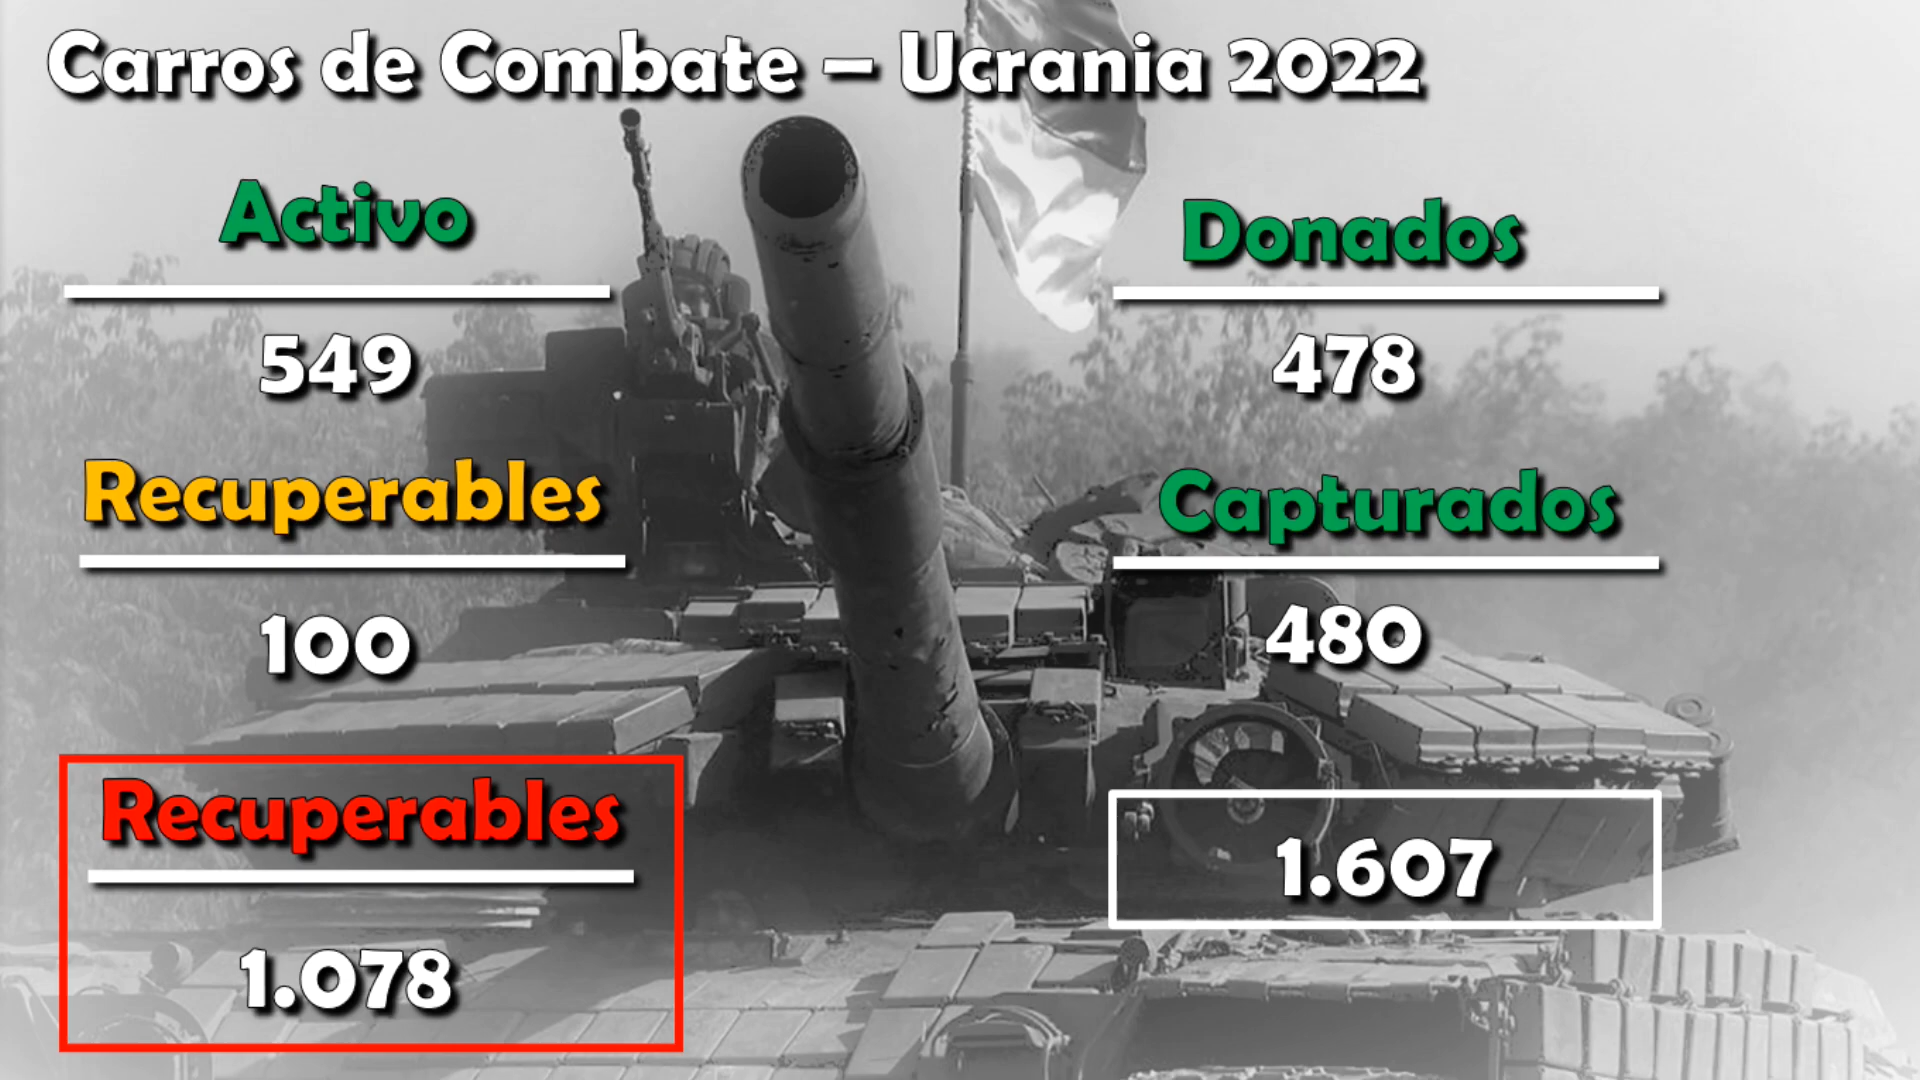 Carros de Combate – Ucrania 2022
Activo
549
Recuperables
100
Recuperables
1.078
Donados
478
Capturados
480
1.607